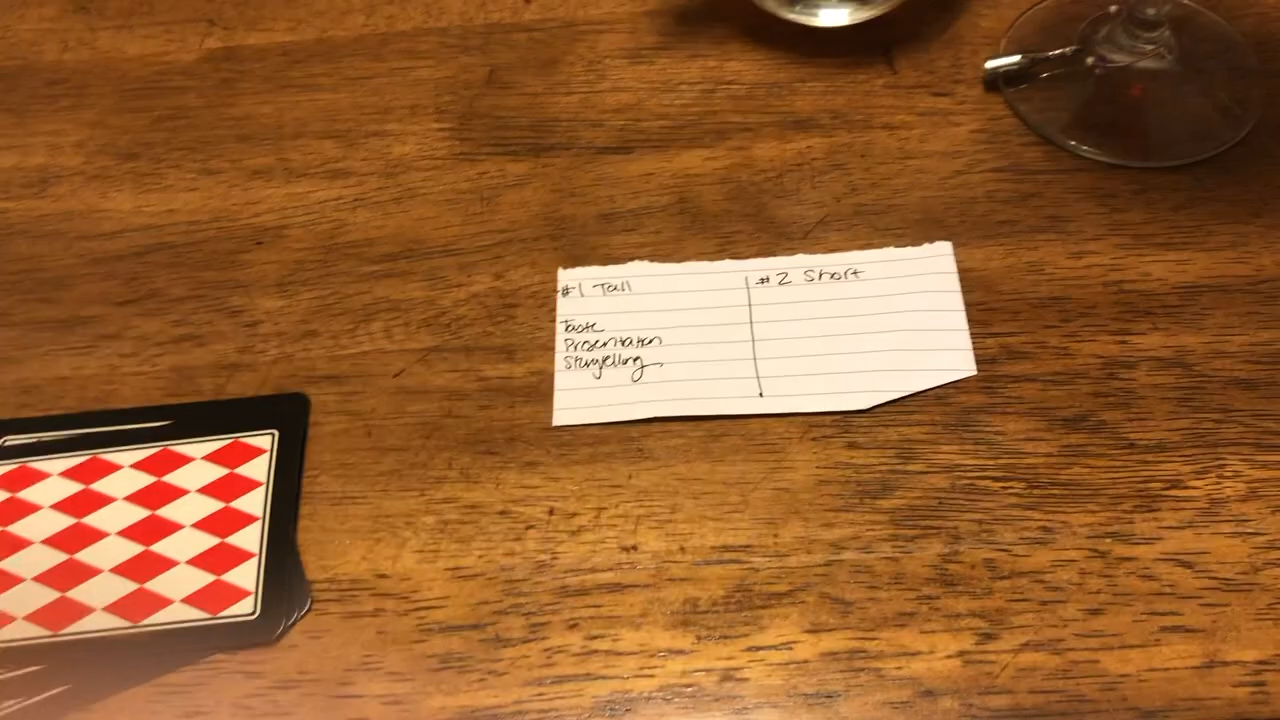 #1 Tall
#2 Short
Taste
Presentation
Storytelling